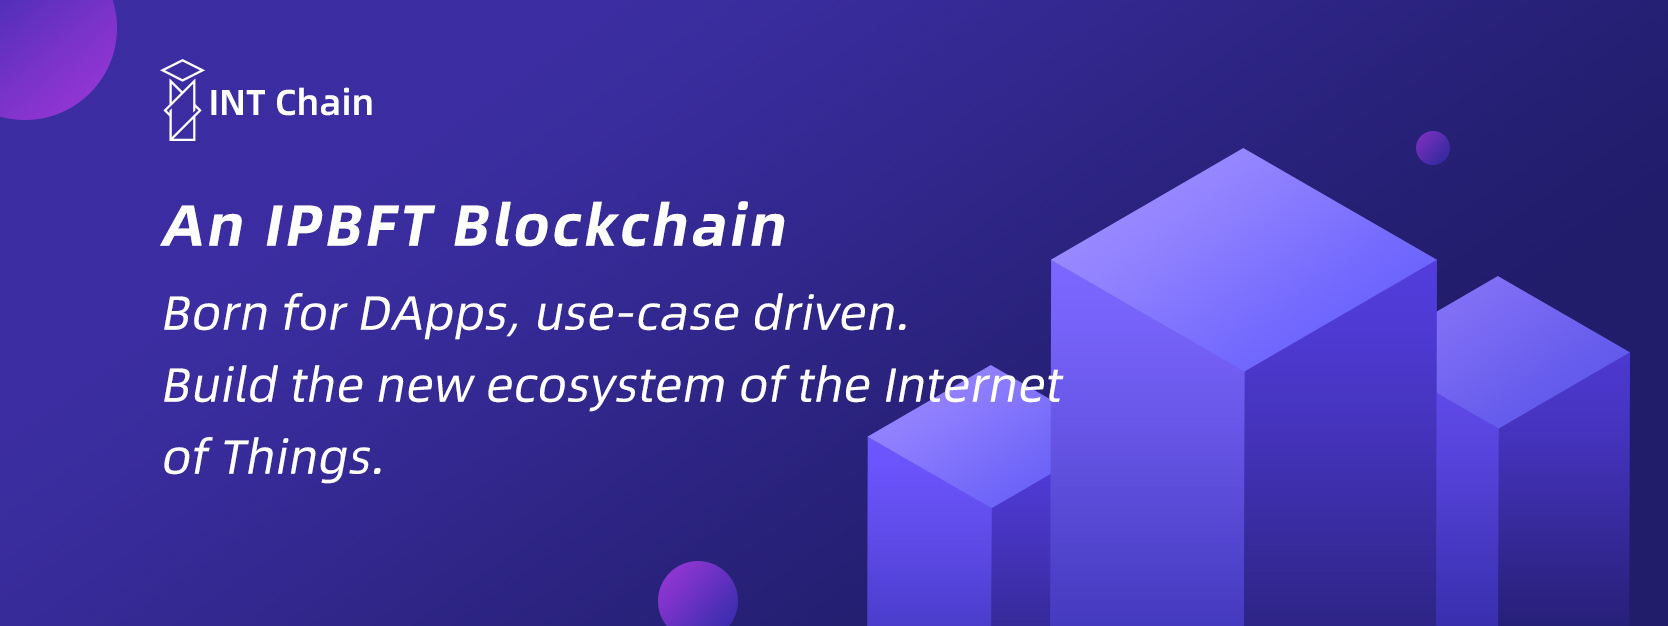 INT Chain
An IPBFT Blockchain
Born for DApps, use-case driven.
Build the new ecosystem of the Internet
of Things.